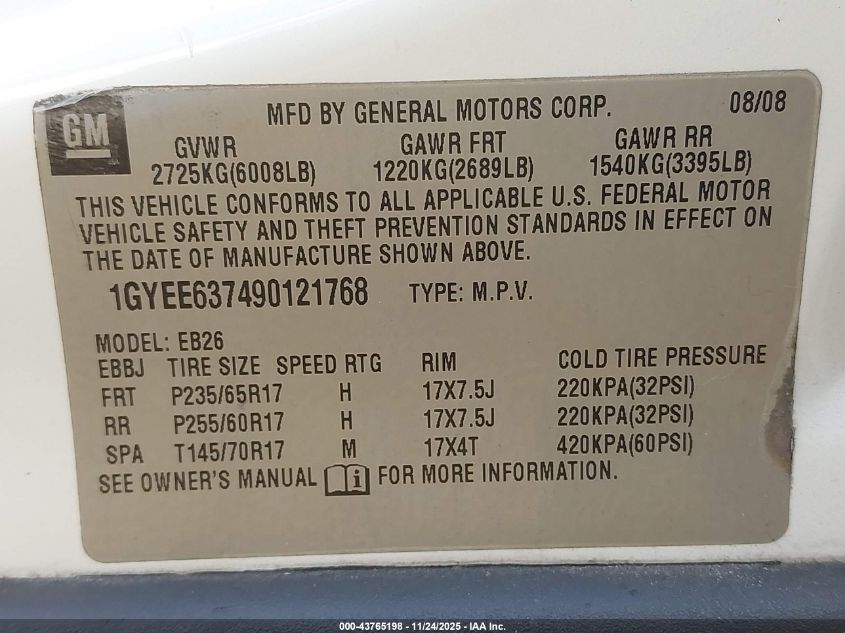 GM
MFD BY GENERAL MOTORS CORP. 08/08
GVWR GAWR FRT GAWR RR
2725KG(6008LB) 1220KG(2689LB) 1540KG(3395LB)
THIS VEHICLE CONFORMS TO ALL APPLICABLE U.S. FEDERAL MOTOR
VEHICLE SAFETY AND THEFT PREVENTION STANDARDS IN EFFECT ON
THE DATE OF MANUFACTURE SHOWN ABOVE.
1GYEE637490121768 TYPE: M.P.V.
MODEL: EB26
EBBJ TIRE SIZE SPEED RTG RIM COLD TIRE PRESSURE
FRT P235/65R17 H 17X7.5J 220KPA(32PSI)
RR P255/60R17 H 17X7.5J 220KPA(32PSI)
SPA T145/70R17 M 17X4T 420KPA(60PSI)
SEE OWNER'S MANUAL i FOR MORE INFORMATION.
000-43765198 - 11/24/2025 - IAA Inc.